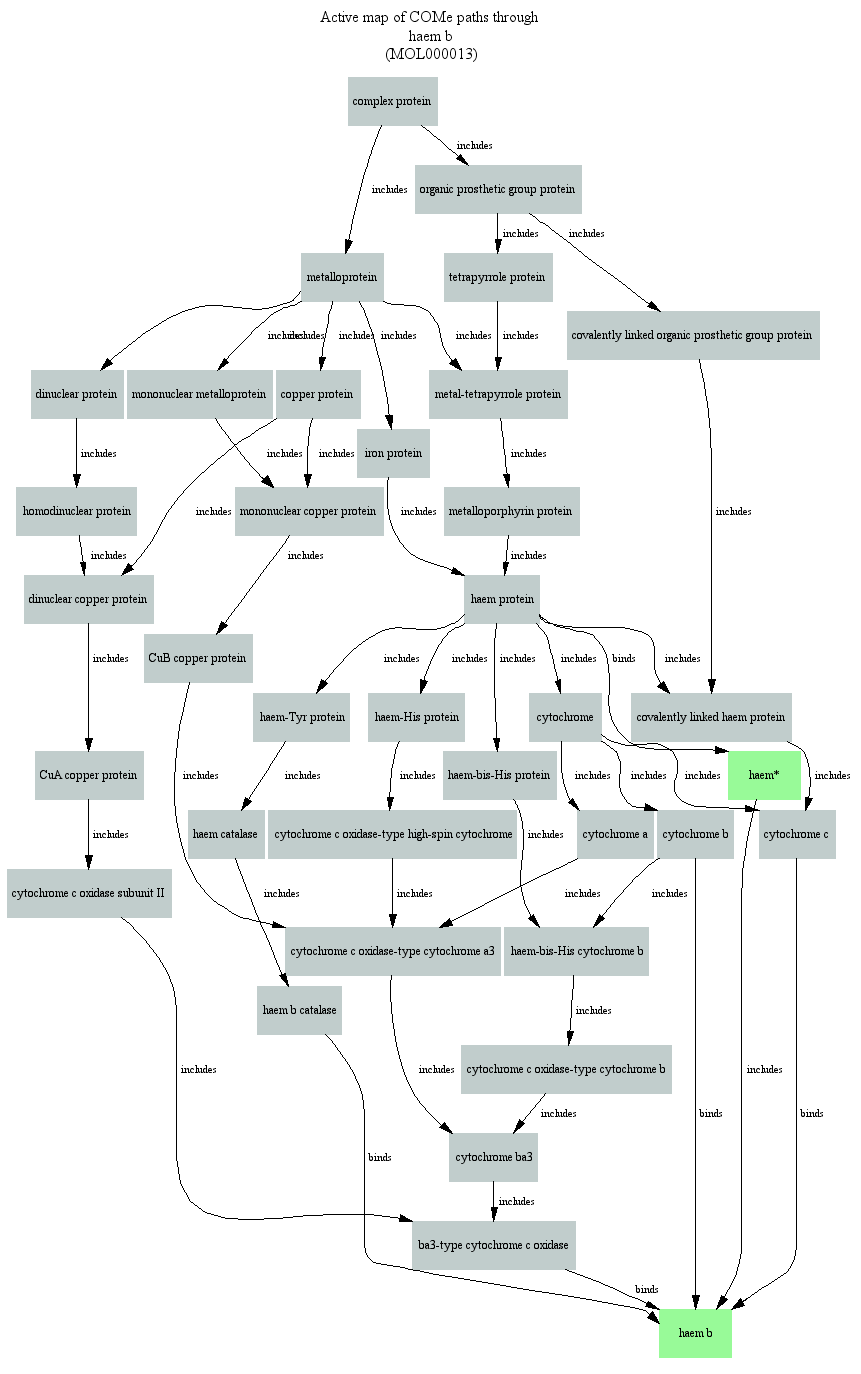 Active map of COMe paths through
haem b
(MOL000013)
complex protein
includes
organic prosthetic group protein
includes
includes
includes
metalloprotein
tetrapyrrole protein
covalently linked organic prosthetic group protein
includes
includes
includes
includes
includes
includes
dinuclear protein
mononuclear metalloprotein
copper protein
metal-tetrapyrrole protein
iron protein
includes
includes
includes
includes
homodinuclear protein
mononuclear copper protein
metalloporphyrin protein
includes
includes
includes
includes
includes
includes
dinuclear copper protein
haem protein
CuB copper protein
includes
includes
includes
includes
includes
binds
includes
haem-Tyr protein
haem-His protein
cytochrome
covalently linked haem protein
CuA copper protein
haem-bis-His protein
haem*
includes
includes
includes
includes
includes
includes
includes
haem catalase
cytochrome c oxidase-type high-spin cytochrome
cytochrome a
cytochrome b
cytochrome c
includes
includes
cytochrome c oxidase subunit II
includes
includes
includes
includes
cytochrome c oxidase-type cytochrome a3
haem-bis-His cytochrome b
haem b catalase
includes
cytochrome c oxidase-type cytochrome b
includes
includes
includes
includes
binds
binds
cytochrome ba3
binds
includes
ba3-type cytochrome c oxidase
binds
haem b